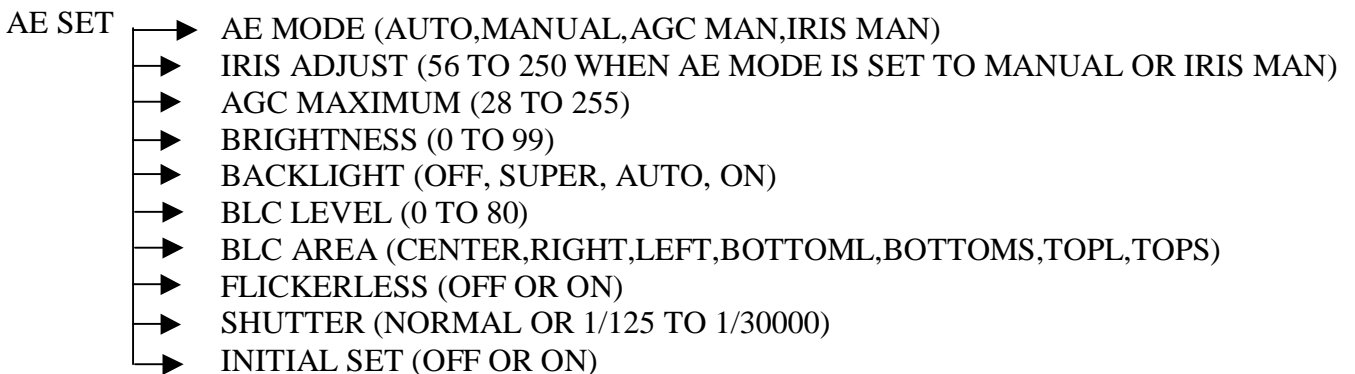 AE SET AE MODE (AUTO,MANUAL,AGC MAN,IRIS MAN)
IRIS ADJUST (56 TO 250 WHEN AE MODE IS SET TO MANUAL OR IRIS MAN)
AGC MAXIMUM (28 TO 255)
BRIGHTNESS (0 TO 99)
BACKLIGHT (OFF, SUPER, AUTO, ON)
BLC LEVEL (0 TO 80)
BLC AREA (CENTER,RIGHT,LEFT,BOTTOML,BOTTOMS,TOPL,TOPS)
FLICKERLESS (OFF OR ON)
SHUTTER (NORMAL OR 1/125 TO 1/30000)
INITIAL SET (OFF OR ON)